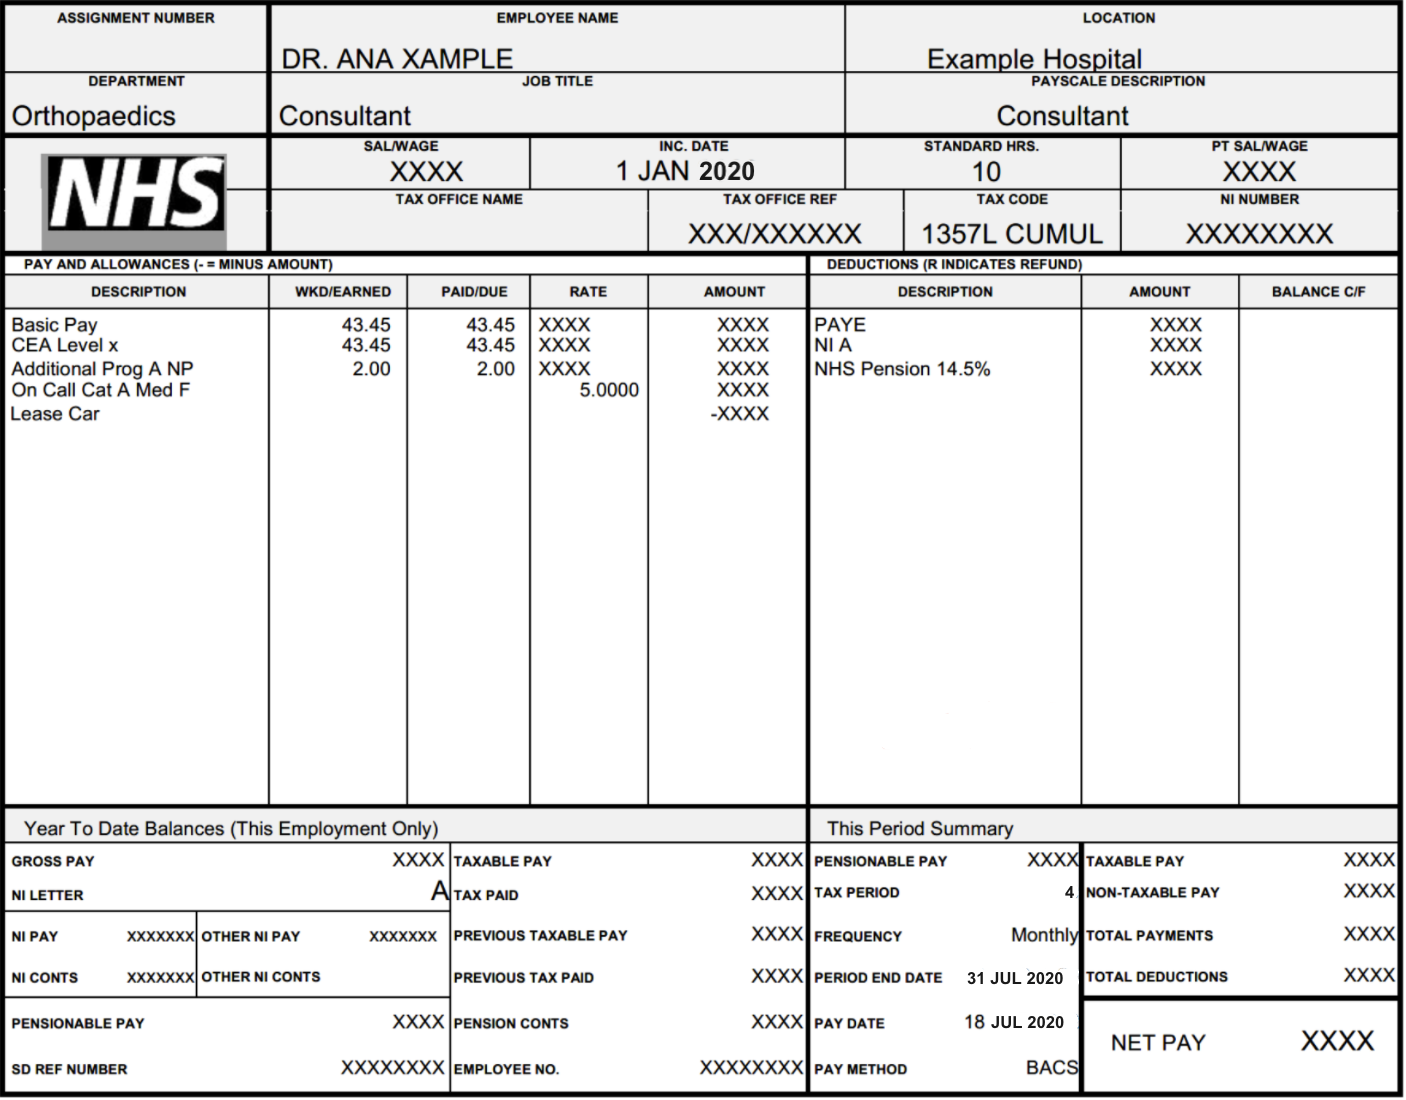 ASSIGNMENT NUMBER EMPLOYEE NAME LOCATION
DR. ANA XAMPLE Example Hospital
DEPARTMENT JOB TITLE PAYSCALE DESCRIPTION
Orthopaedics Consultant Consultant
NHS
SAL/WAGE INC. DATE STANDARD HRS. PT SAL/WAGE
XXXX 1 JAN 2020 10 XXXX
TAX OFFICE NAME TAX OFFICE REF TAX CODE NI NUMBER
XXX/XXXXXX 1357L CUMUL XXXXXXXX
PAY AND ALLOWANCES (- = MINUS AMOUNT) DEDUCTIONS (R INDICATES REFUND)
DESCRIPTION WKD/EARNED PAID/DUE RATE AMOUNT DESCRIPTION AMOUNT BALANCE C/F
Basic Pay 43.45 43.45 XXXX XXXX PAYE XXXX
CEA Level x 43.45 43.45 XXXX XXXX NI A XXXX
Additional Prog A NP 2.00 2.00 XXXX XXXX NHS Pension 14.5% XXXX
On Call Cat A Med F 5.0000 XXXX
Lease Car -XXXX
Year To Date Balances (This Employment Only) This Period Summary
GROSS PAY XXXX TAXABLE PAY XXXX PENSIONABLE PAY XXXX TAXABLE PAY XXXX
NI LETTER A TAX PAID XXXX TAX PERIOD 4 NON-TAXABLE PAY XXXX
NI PAY XXXXXXX OTHER NI PAY XXXXXXX PREVIOUS TAXABLE PAY XXXX FREQUENCY Monthly TOTAL PAYMENTS XXXX
NI CONTS XXXXXXX OTHER NI CONTS PREVIOUS TAX PAID XXXX PERIOD END DATE 31 JUL 2020 TOTAL DEDUCTIONS XXXX
PENSIONABLE PAY XXXX PENSION CONTS XXXX PAY DATE 18 JUL 2020
NET PAY XXXX
SD REF NUMBER XXXXXXXX EMPLOYEE NO. XXXXXXXX PAY METHOD BACS